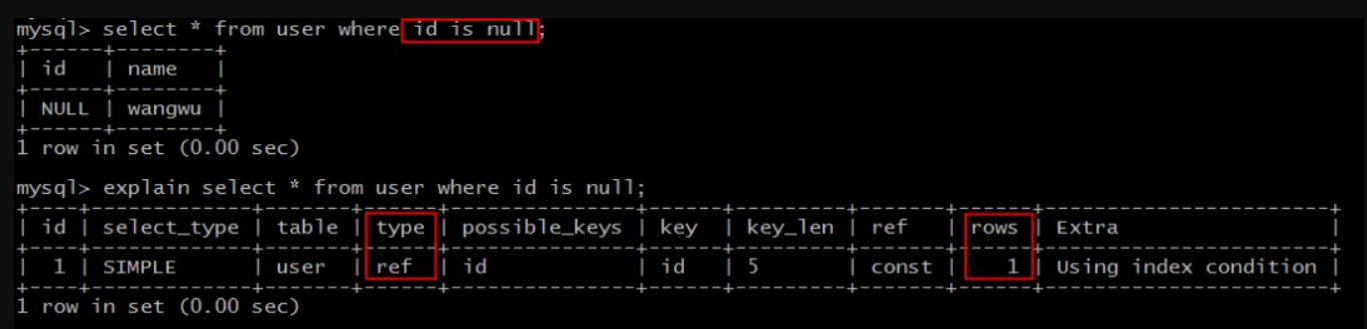 mysql> select * from user where id is null;
+------+--------+
| id   | name   |
+------+--------+
| NULL | wangwu |
+------+--------+
1 row in set (0.00 sec)
mysql> explain select * from user where id is null;
+----+-------------+-------+------+---------------+------+---------+-------+------+-----------------------+
| id | select_type | table | type | possible_keys | key  | key_len | ref   | rows | Extra                 |
+----+-------------+-------+------+---------------+------+---------+-------+------+-----------------------+
|  1 | SIMPLE      | user  | ref  | id            | id   | 5       | const |    1 | Using index condition |
+----+-------------+-------+------+---------------+------+---------+-------+------+-----------------------+
1 row in set (0.00 sec)